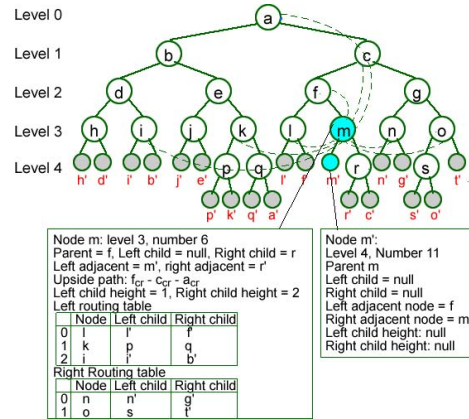 Level 0
a
Level 1
b
c
Level 2
d
e
f
g
Level 3
h
i
j
k
l
m
n
o
Level 4
p
q
r
s
h' d' i' b' j' e' l' f' m' n' g' t'
p' k' q' a' r' c' s' o'
Node m: level 3, number 6
Parent = f, Left child = null, Right child = r
Left adjacent = m', right adjacent = r'
Upside path: fcr - ccr - acr
Left child height = 1, Right child height = 2
Left routing table
Node Left child Right child
0 l l' f'
1 k p q
2 i i' b'
Right Routing table
Node Left child Right child
0 n n' g'
1 o s t'
Node m':
Level 4, Number 11
Parent m
Left child = null
Right child = null
Left adjacent node = f
Right adjacent node = m
Left child height: null
Right child height: null